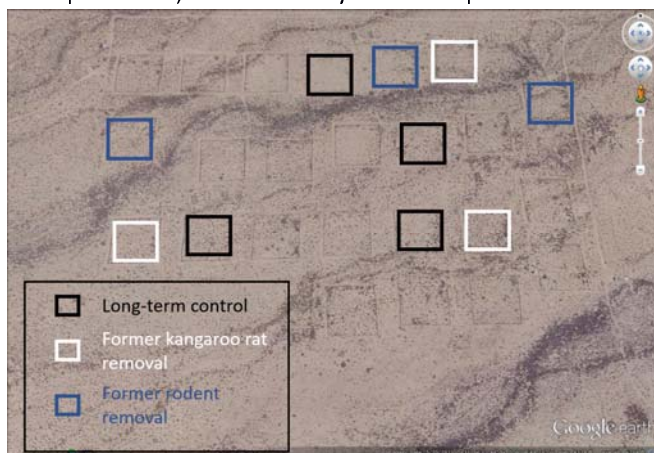 Long-term control
Former kangaroo rat
removal
Former rodent
removal
Google earth